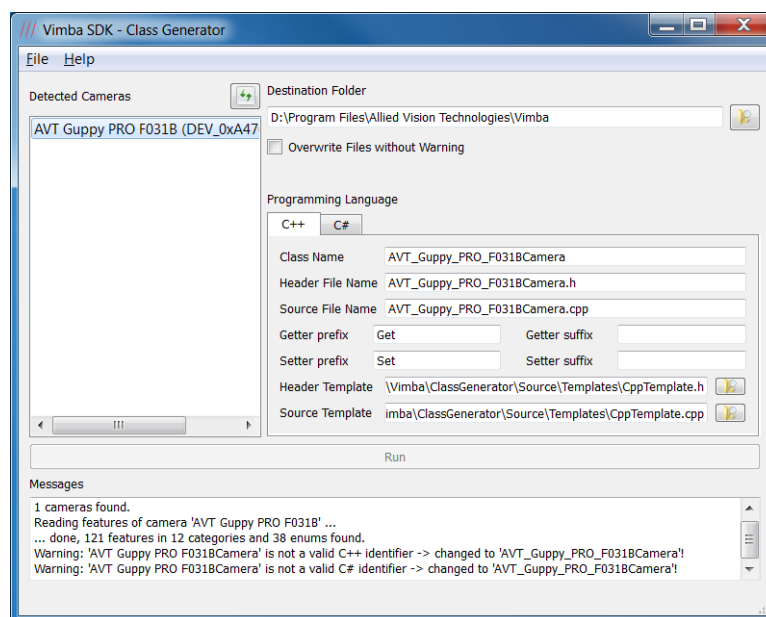 Vimba SDK - Class Generator
File Help
Detected Cameras
AVT Guppy PRO F031B (DEV_0xA47
Destination Folder
D:\Program Files\Allied Vision Technologies\Vimba
Overwrite Files without Warning
Programming Language
C++ C#
Class Name AVT_Guppy_PRO_F031BCamera
Header File Name AVT_Guppy_PRO_F031BCamera.h
Source File Name AVT_Guppy_PRO_F031BCamera.cpp
Getter prefix Get Getter suffix
Setter prefix Set Setter suffix
Header Template \Vimba\ClassGenerator\Source\Templates\CppTemplate.h
Source Template imba\ClassGenerator\Source\Templates\CppTemplate.cpp
Run
Messages
1 cameras found.
Reading features of camera 'AVT Guppy PRO F031B' ...
... done, 121 features in 12 categories and 38 enums found.
Warning: 'AVT Guppy PRO F031BCamera' is not a valid C++ identifier -> changed to 'AVT_Guppy_PRO_F031BCamera'!
Warning: 'AVT Guppy PRO F031BCamera' is not a valid C# identifier -> changed to 'AVT_Guppy_PRO_F031BCamera'!